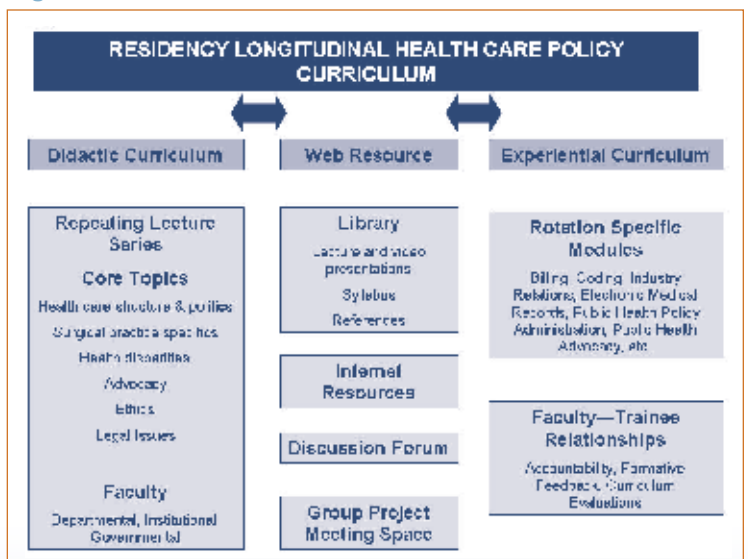 RESIDENCY LONGITUDINAL HEALTH CARE POLICY
CURRICULUM
Didactic Curriculum
Repeating Lecture
Series
Core Topics
Health care structure & politics
Surgical practice specifics
Health disparities
Advocacy
Ethics
Legal Issues
Faculty
Departmental, Institutional
Governmental
Web Resource
Library
Lecture and video
presentations
Syllabus
References
Internet
Resources
Discussion Forum
Group Project
Meeting Space
Experiential Curriculum
Rotation Specific
Modules
Billing, Coding, Industry
Relations, Electronic Medical
Records, Public Health Policy
Administration, Public Health
Advocacy, etc
Faculty—Trainee
Relationships
Accountability, Formative
Feedback, Curriculum
Evaluations